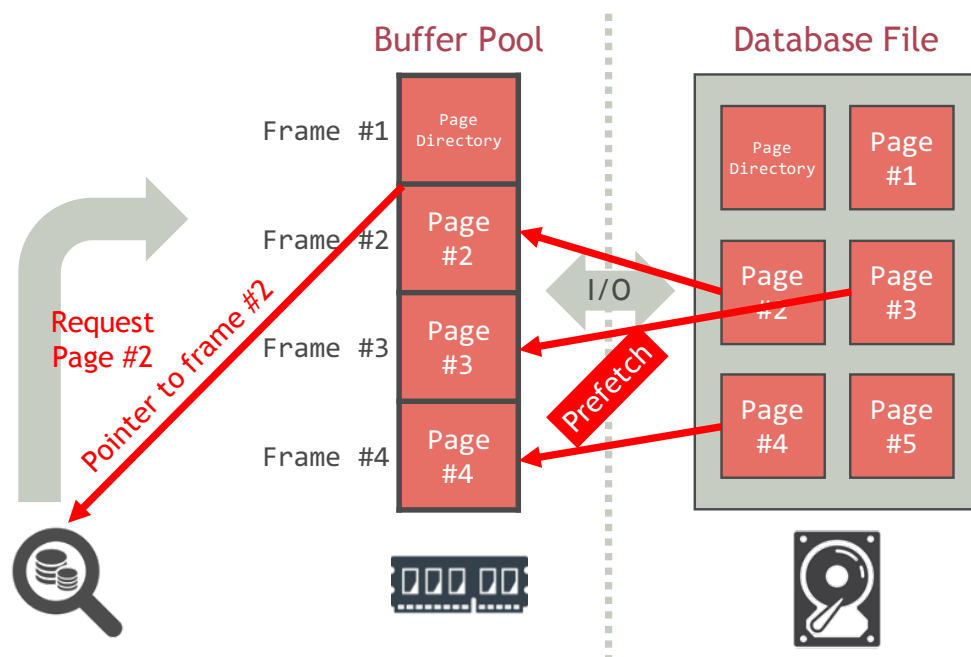 Buffer Pool
Database File
Frame #1
Page
Directory
Page
Directory
Page
#1
Frame #2
Page
#2
I/O
Page
#2
Page
#3
Request
Page #2
Pointer to frame #2
Frame #3
Page
#3
Prefetch
Frame #4
Page
#4
Page
#4
Page
#5